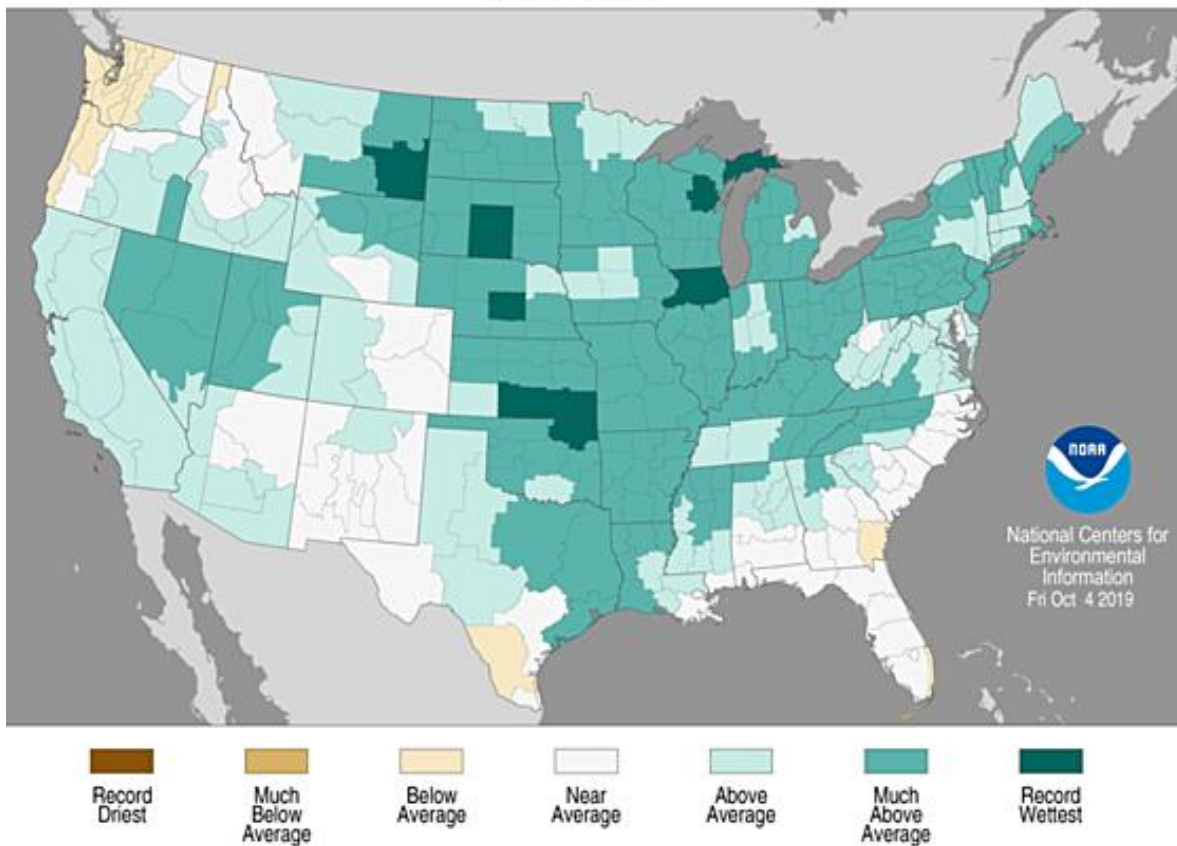 NOAA
National Centers for
Environmental
Information
Fri Oct 4 2019
Record
Driest
Much
Below
Average
Below
Average
Near
Average
Above
Average
Much
Above
Average
Record
Wettest